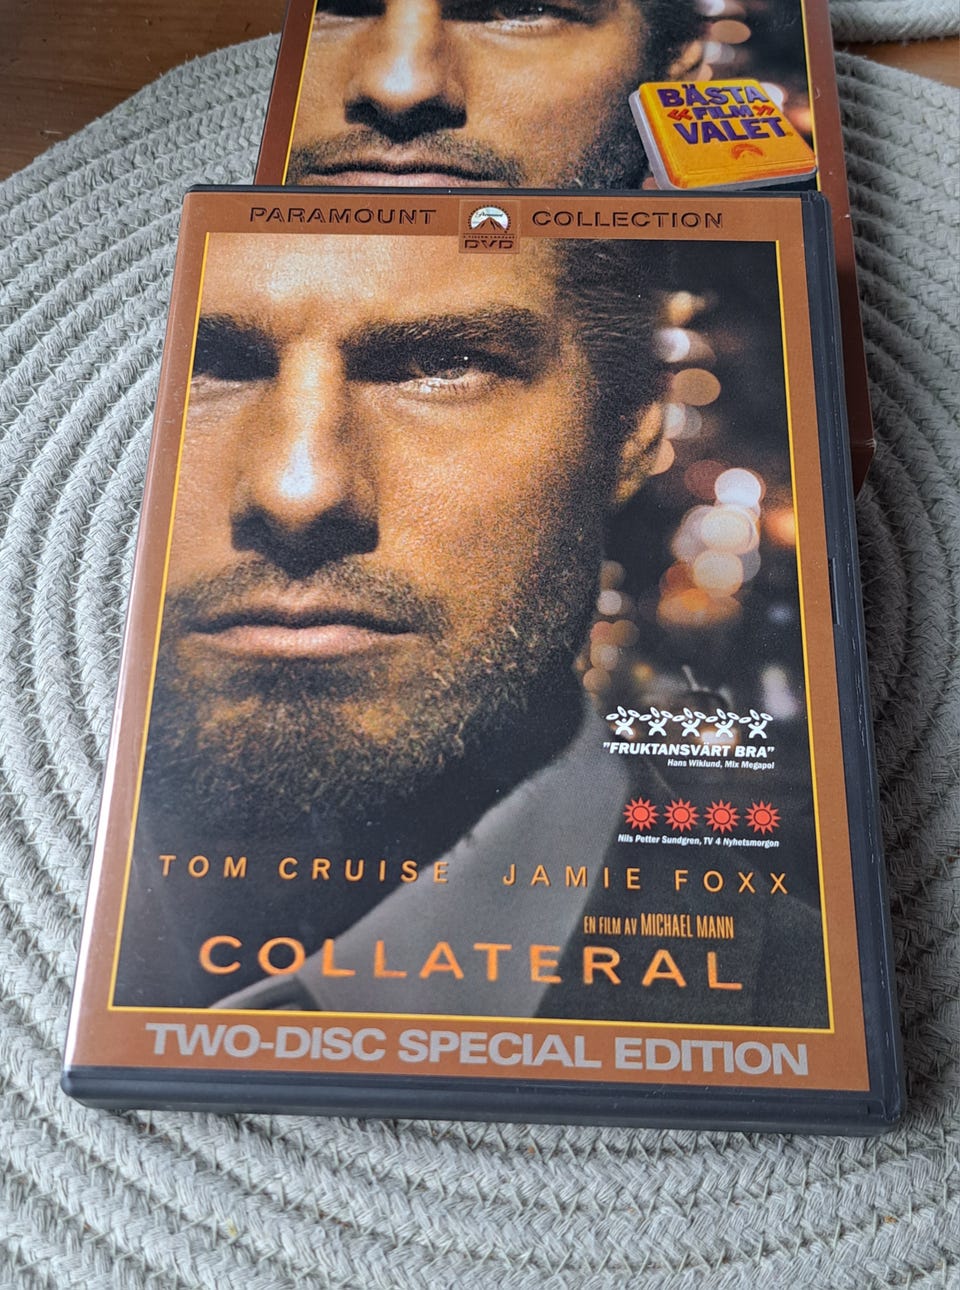 BÄSTA
«FILM»
VALET
PARAMOUNT COLLECTION
Paramount
DVD
"FRUKTANSVÄRT BRA"
Hans Wiklund, Mix Megapol
Nils Petter Sundgren, TV 4 Nyhetsmorgon
TOM CRUISE JAMIE FOXX
EN FILM AV MICHAEL MANN
COLLATERAL
TWO-DISC SPECIAL EDITION